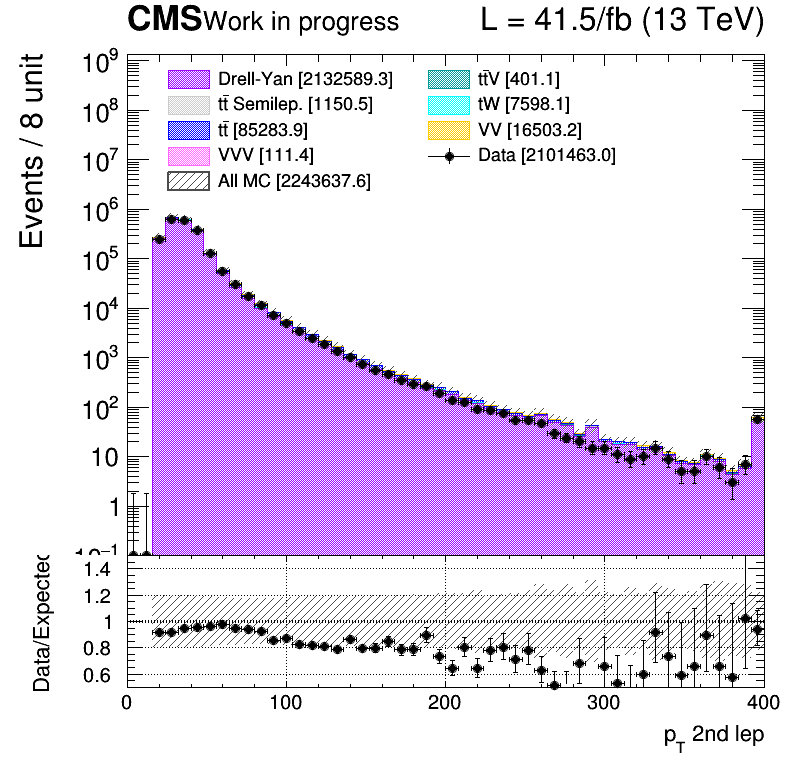 CMS Work in progress L = 41.5/fb (13 TeV)
Events / 8 unit
10⁹
10⁸
10⁷
10⁶
10⁵
10⁴
10³
10²
10
1
10⁻¹
Drell-Yan [2132589.3]
tt̄ Semilep. [1150.5]
tt̄ [85283.9]
VVV [111.4]
All MC [2243637.6]
tt̄V [401.1]
tW [7598.1]
VV [16503.2]
Data [2101463.0]
Data/Expected
1.4
1.2
1
0.8
0.6
0 100 200 300 400
p_T 2nd lep